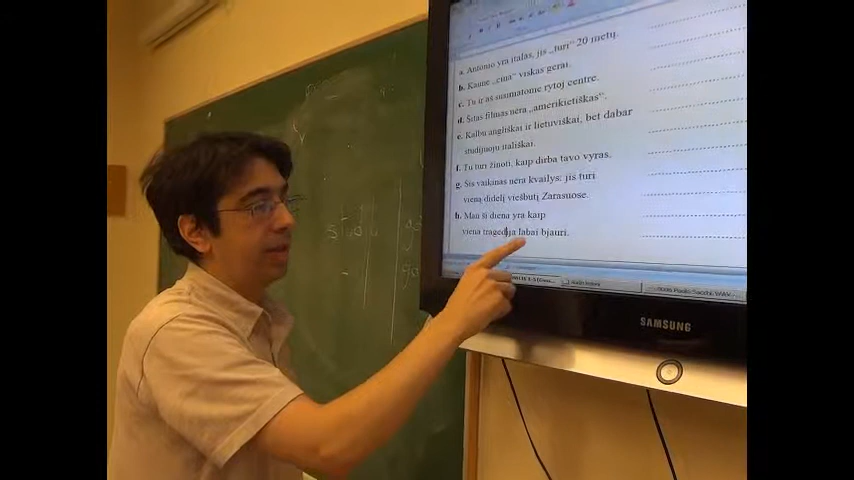 a. Antonio yra italas, jis „turi" 20 metų.
b. Kaune „cina" viskas gerai.
c. Tu ir aš susimatome rytoj centre.
d. Šitas filmas nėra „amerikietiškas".
e. Kalbu angliškai ir lietuviškai, bet dabar
studijuoju itališkai.
f. Tu turi žinoti, kaip dirba tavo vyras.
g. Šis vaikinas nėra kvailys: jis turi
vieną didelį viešbutį Zarasuose.
h. Man ši diena yra kaip
viena tragedija labai bjauri.
SAMSUNG